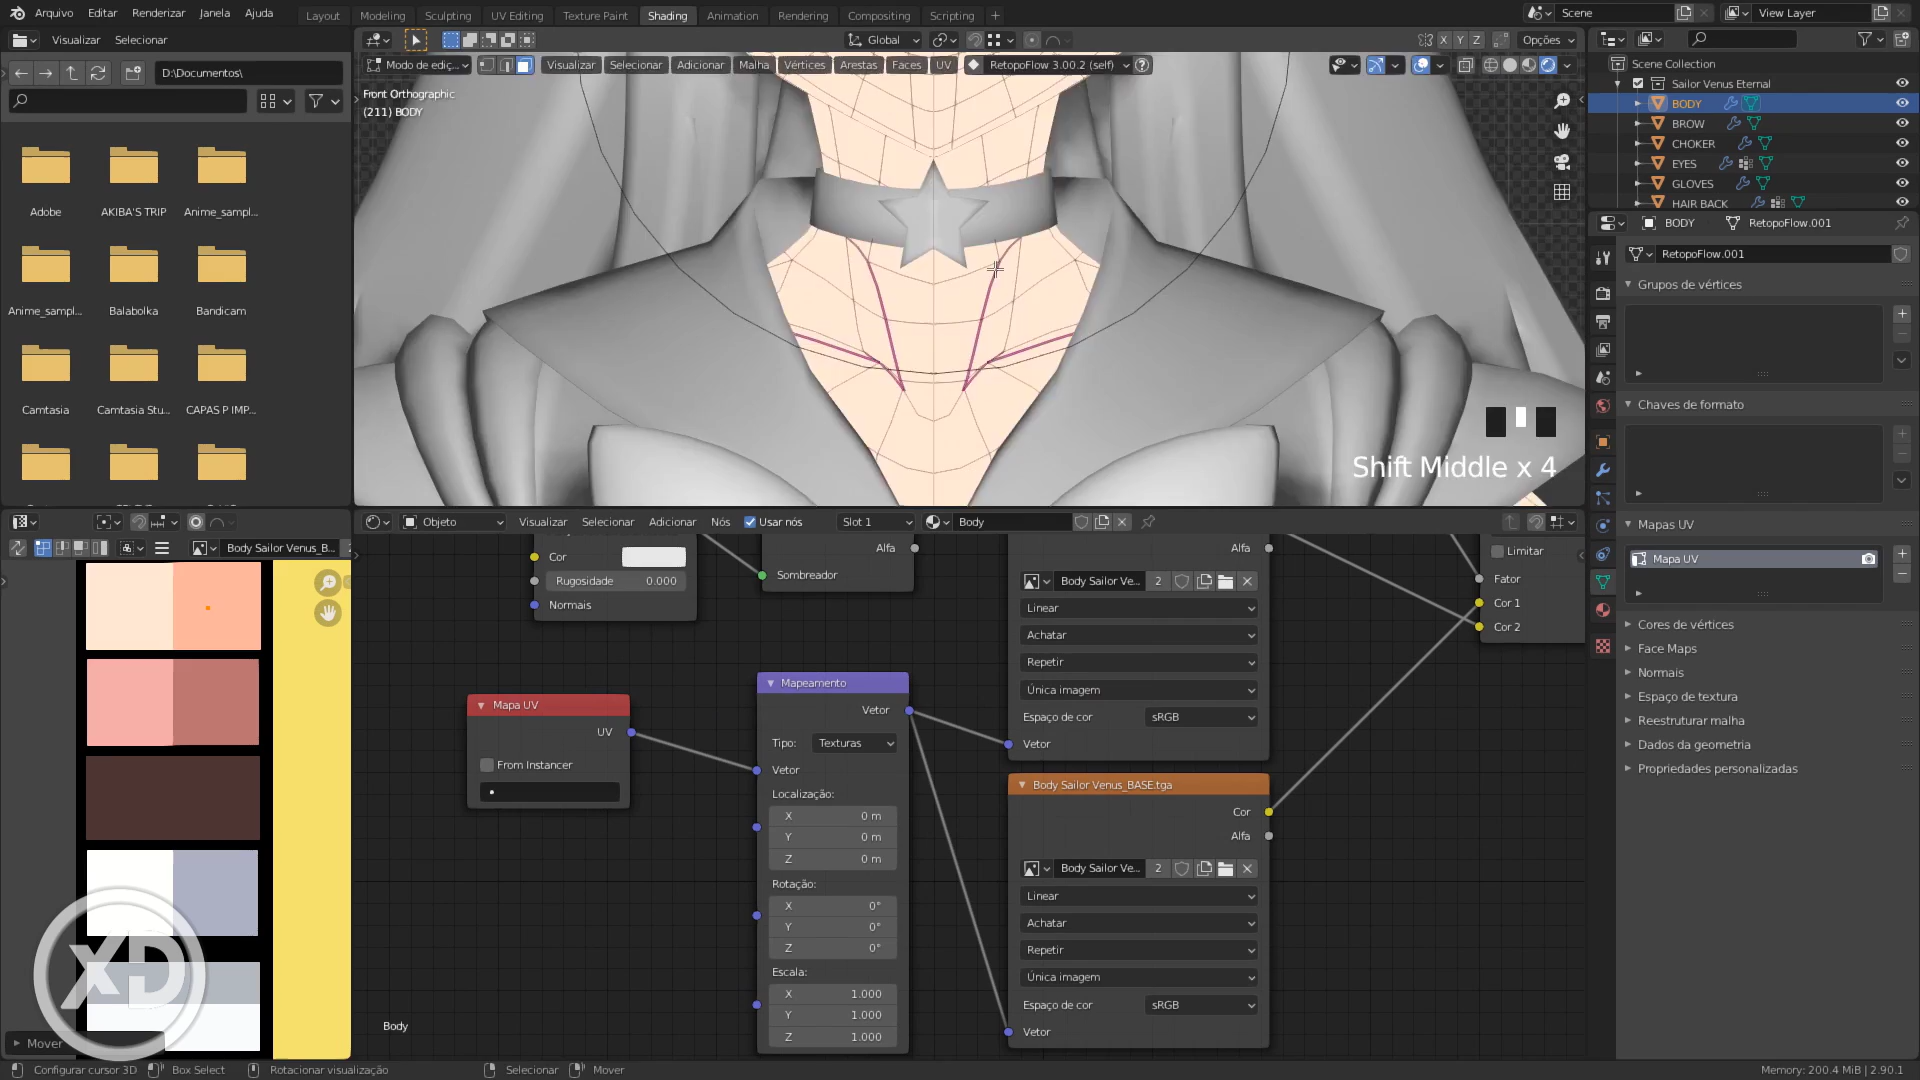 Arquivo Editar Renderizar Janela Ajuda
Layout Modeling Sculpting UV Editing Texture Paint Shading Animation Rendering Compositing Scripting +
Scene
View Layer
Visualizar Selecionar
D:\Documentos\
Adobe AKIBA'S TRIP Anime_sampl...
Anime_sampl... Balabolka Bandicam
Camtasia Camtasia Stu... CAPAS P IMP...
Global
X Y Z
Opções
Modo de ediç...
Visualizar Selecionar Adicionar Malha Vértices Arestas Faces UV
RetopoFlow 3.00.2 (self)
Front Orthographic
(211) BODY
Shift Middle x 4
Scene Collection
Sailor Venus Eternal
BODY
BROW
CHOKER
EYES
GLOVES
HAIR BACK
BODY
RetopoFlow.001
RetopoFlow.001
Grupos de vértices
Chaves de formato
Mapas UV
Mapa UV
Cores de vértices
Face Maps
Normais
Espaço de textura
Reestruturar malha
Dados da geometria
Propriedades personalizadas
Body Sailor Venus_B...
XD
Mover
Objeto
Visualizar Selecionar Adicionar Nós
Usar nós
Slot 1
Body
Cor
Rugosidade 0.000
Normais
Alfa
Sombreador
Mapa UV
UV
From Instancer
Mapeamento
Vetor
Tipo: Texturas
Vetor
Localização:
X 0 m
Y 0 m
Z 0 m
Rotação:
X 0°
Y 0°
Z 0°
Escala:
X 1.000
Y 1.000
Z 1.000
Alfa
Body Sailor Ve... 2
Linear
Achatar
Repetir
Única imagem
Espaço de cor sRGB
Vetor
Body Sailor Venus_BASE.tga
Cor
Alfa
Body Sailor Ve... 2
Linear
Achatar
Repetir
Única imagem
Espaço de cor sRGB
Vetor
Limitar
Fator
Cor 1
Cor 2
Body
Configurar cursor 3D
Box Select
Rotacionar visualização
Selecionar
Mover
Memory: 200.4 MiB | 2.90.1